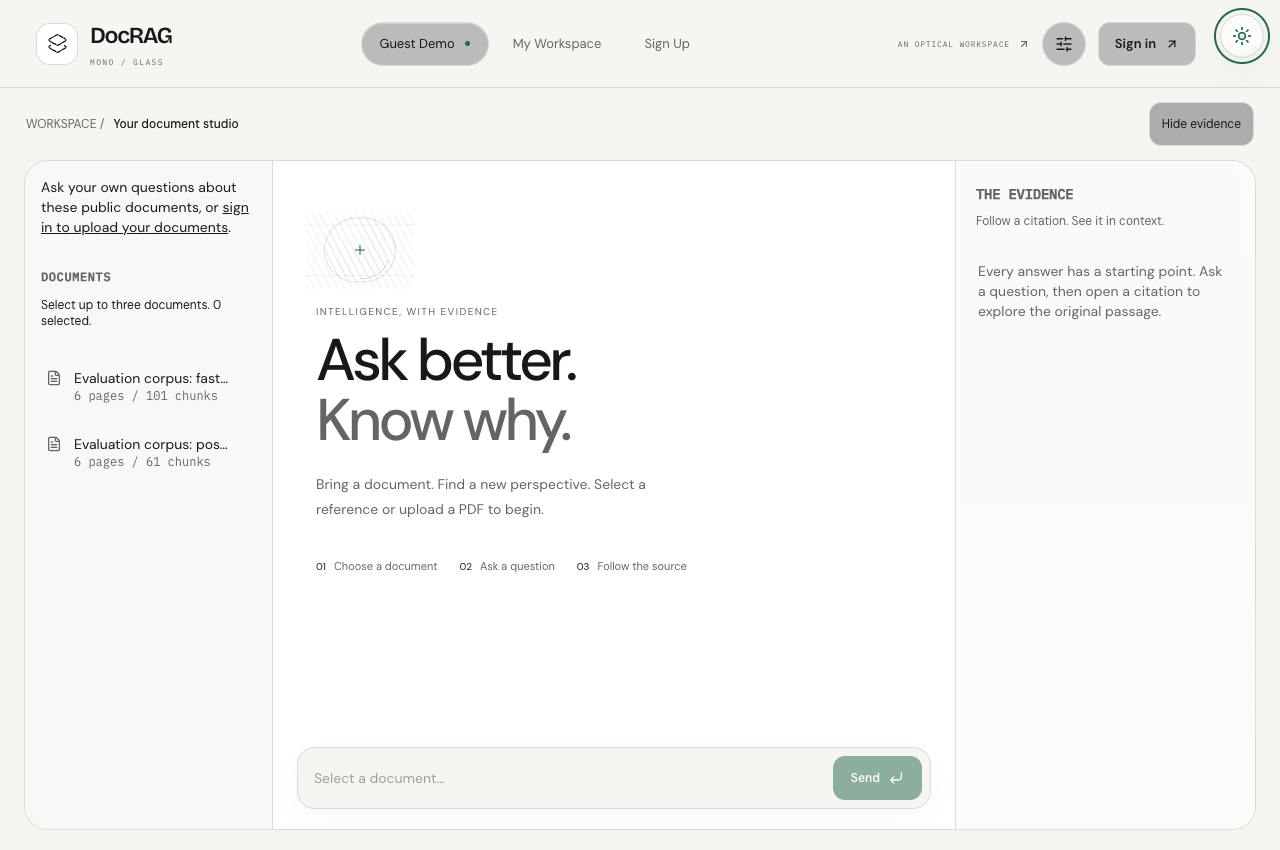 DocRAG
MONO / GLASS
Guest Demo
My Workspace
Sign Up
AN OPTICAL WORKSPACE
Sign in
WORKSPACE / Your document studio
Hide evidence
Ask your own questions about
these public documents, or sign
in to upload your documents.
DOCUMENTS
Select up to three documents. 0
selected.
Evaluation corpus: fast…
6 pages / 101 chunks
Evaluation corpus: pos…
6 pages / 61 chunks
INTELLIGENCE, WITH EVIDENCE
Ask better.
Know why.
Bring a document. Find a new perspective. Select a
reference or upload a PDF to begin.
01 Choose a document 02 Ask a question 03 Follow the source
Select a document…
Send
THE EVIDENCE
Follow a citation. See it in context.
Every answer has a starting point. Ask
a question, then open a citation to
explore the original passage.